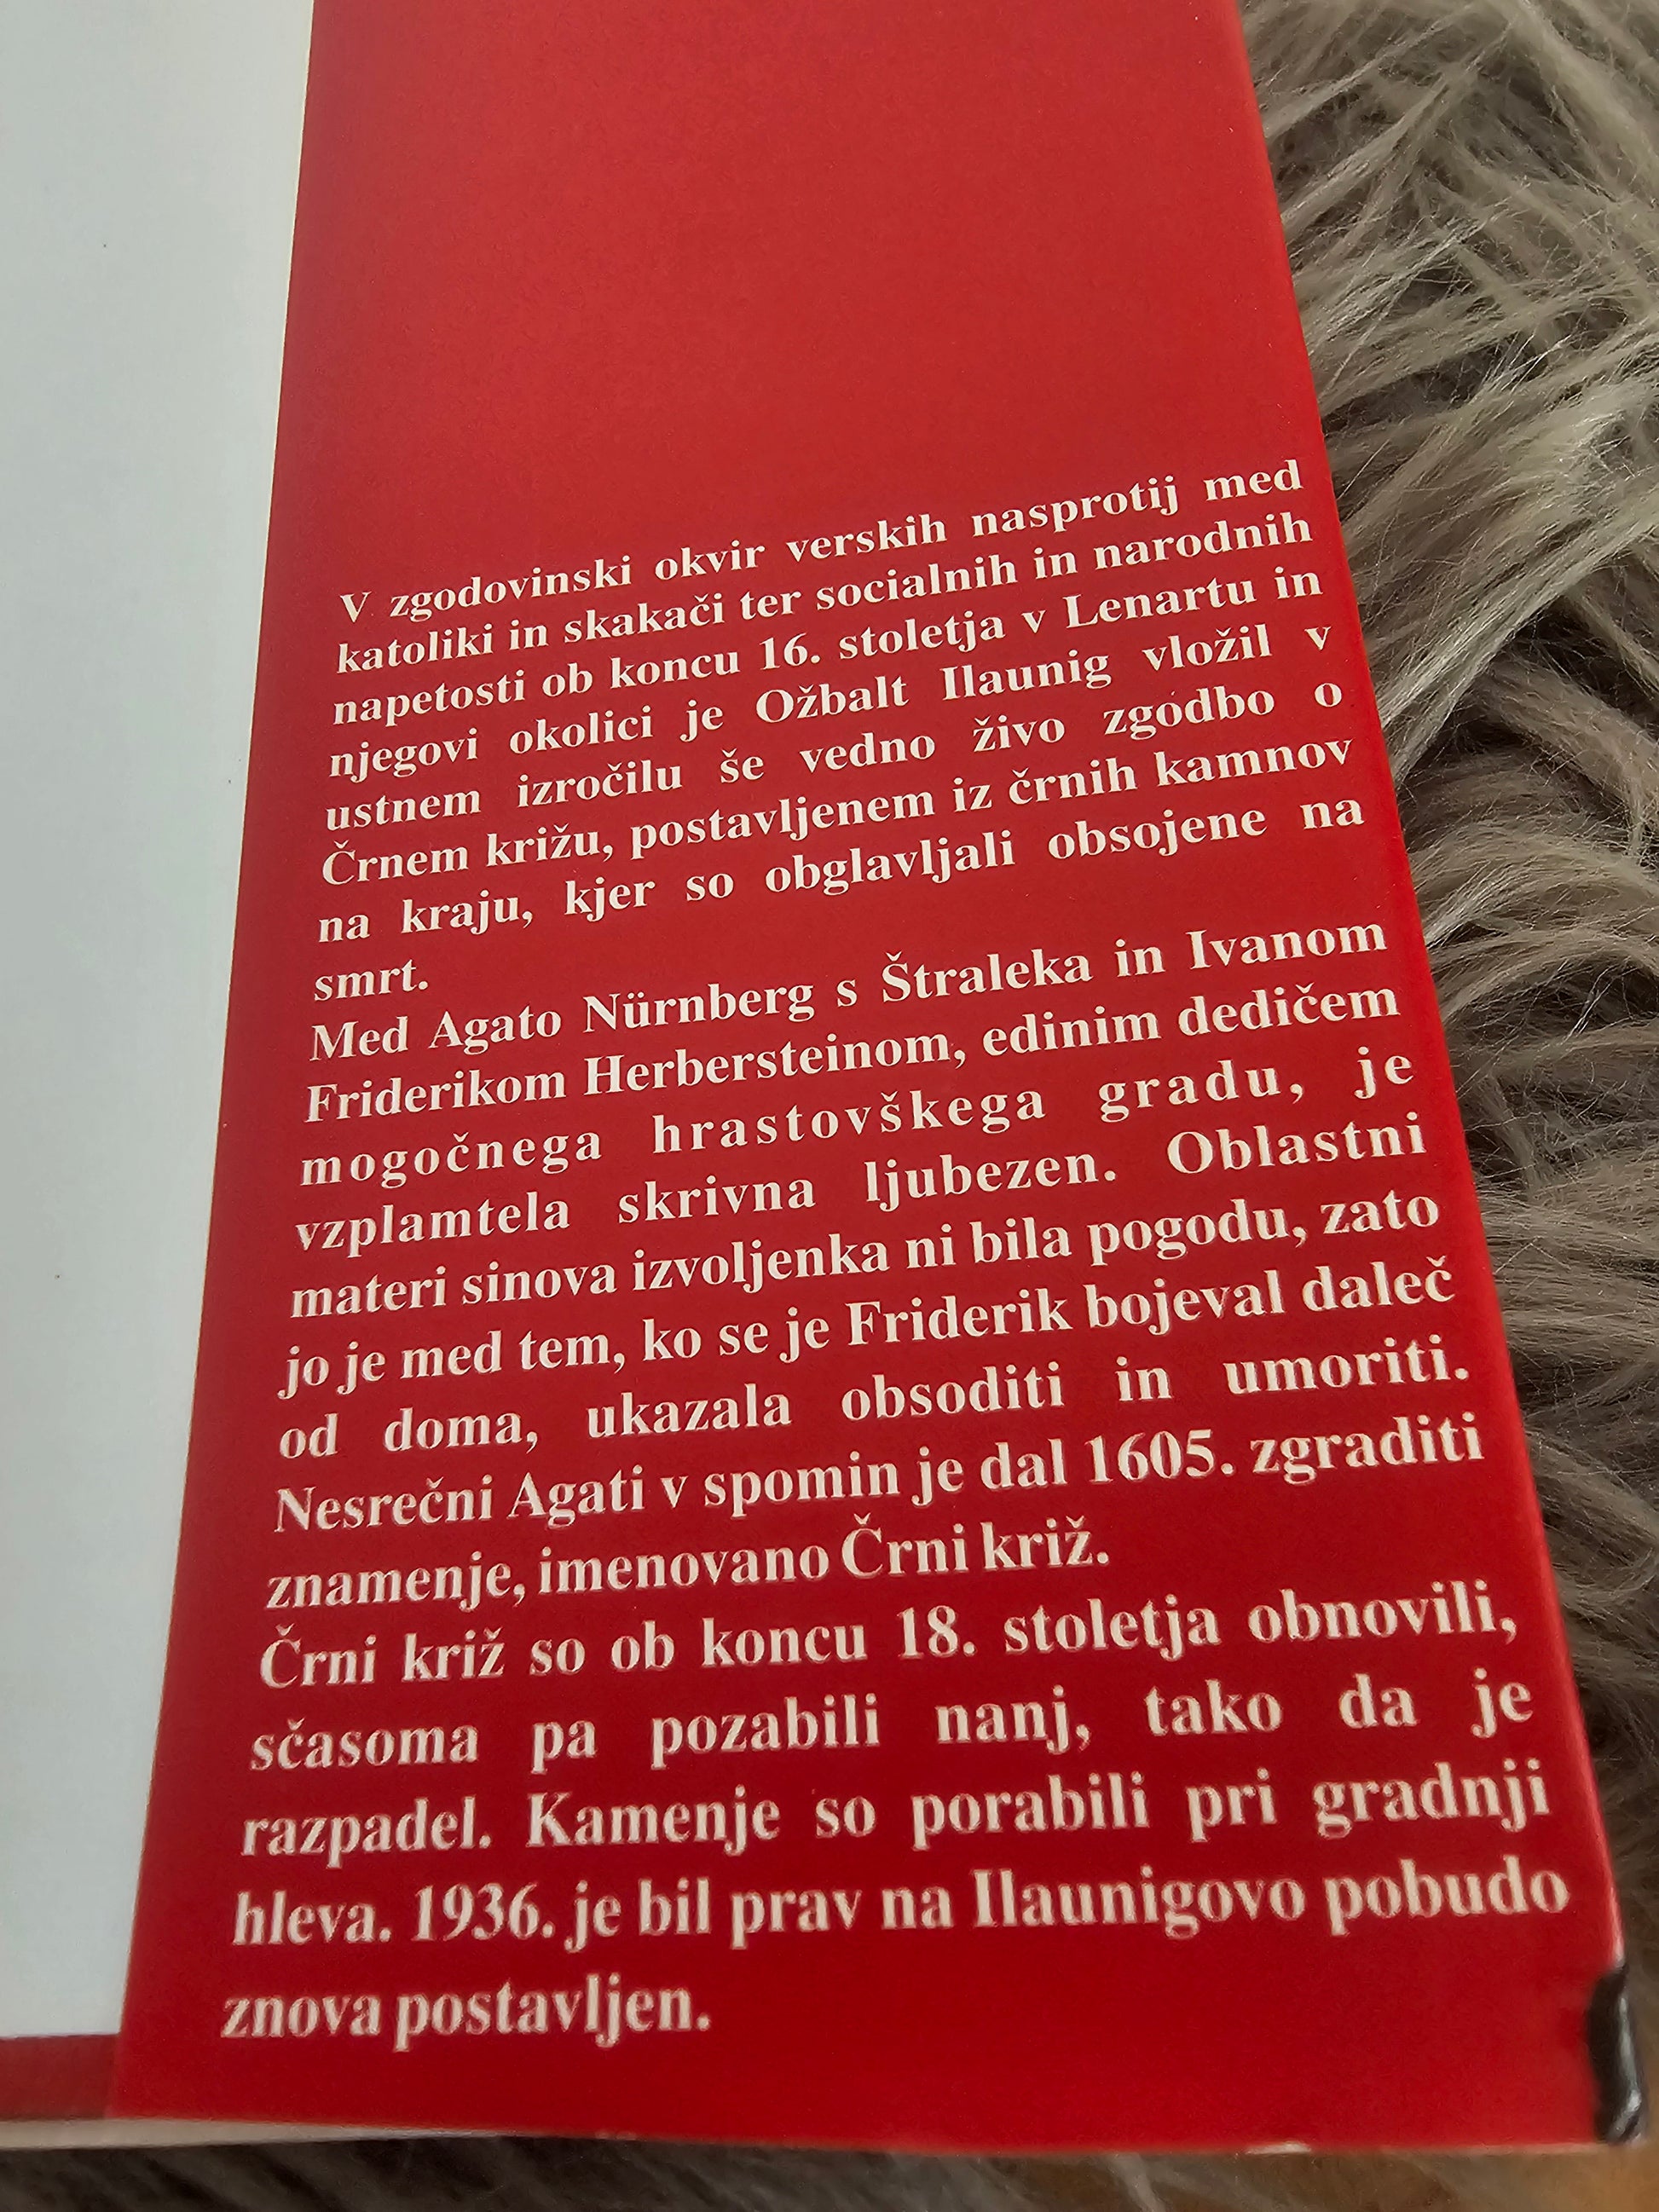 V zgodovinski okvir verskih nasprotij med
katoliki in skakači ter socialnih in narodnih
napetosti ob koncu 16. stoletja v Lenartu in
njegovi okolici je Ožbalt Ilaunig vložil v
ustnem izročilu še vedno živo zgodbo o
Črnem križu, postavljenem iz črnih kamnov
na kraju, kjer so obglavljali obsojene na
smrt.
Med Agato Nürnberg s Štraleka in Ivanom
Friderikom Herbersteinom, edinim dedičem
mogočnega hrastovškega gradu, je
vzplamtela skrivna ljubezen. Oblastni
materi sinova izvoljenka ni bila pogodu, zato
jo je med tem, ko se je Friderik bojeval daleč
od doma, ukazala obsoditi in umoriti.
Nesrečni Agati v spomin je dal 1605. zgraditi
znamenje, imenovano Črni križ.
Črni križ so ob koncu 18. stoletja obnovili,
sčasoma pa pozabili nanj, tako da je
razpadel. Kamenje so porabili pri gradnji
hleva. 1936. je bil prav na Ilaunigovo pobudo
znova postavljen.